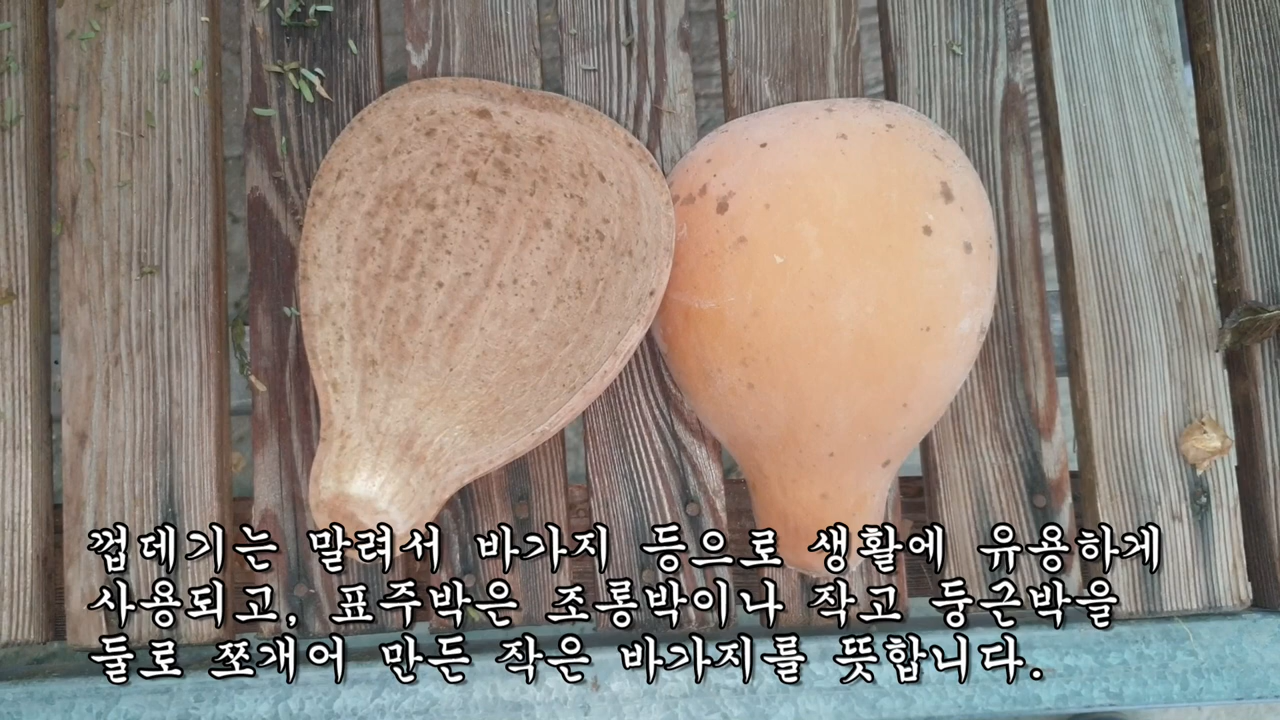 껍데기는 말려서 바가지 등으로 생활에 유용하게
사용되고, 표주박은 조롱박이나 작고 둥근박을
둘로 쪼개어 만든 작은 바가지를 뜻합니다.